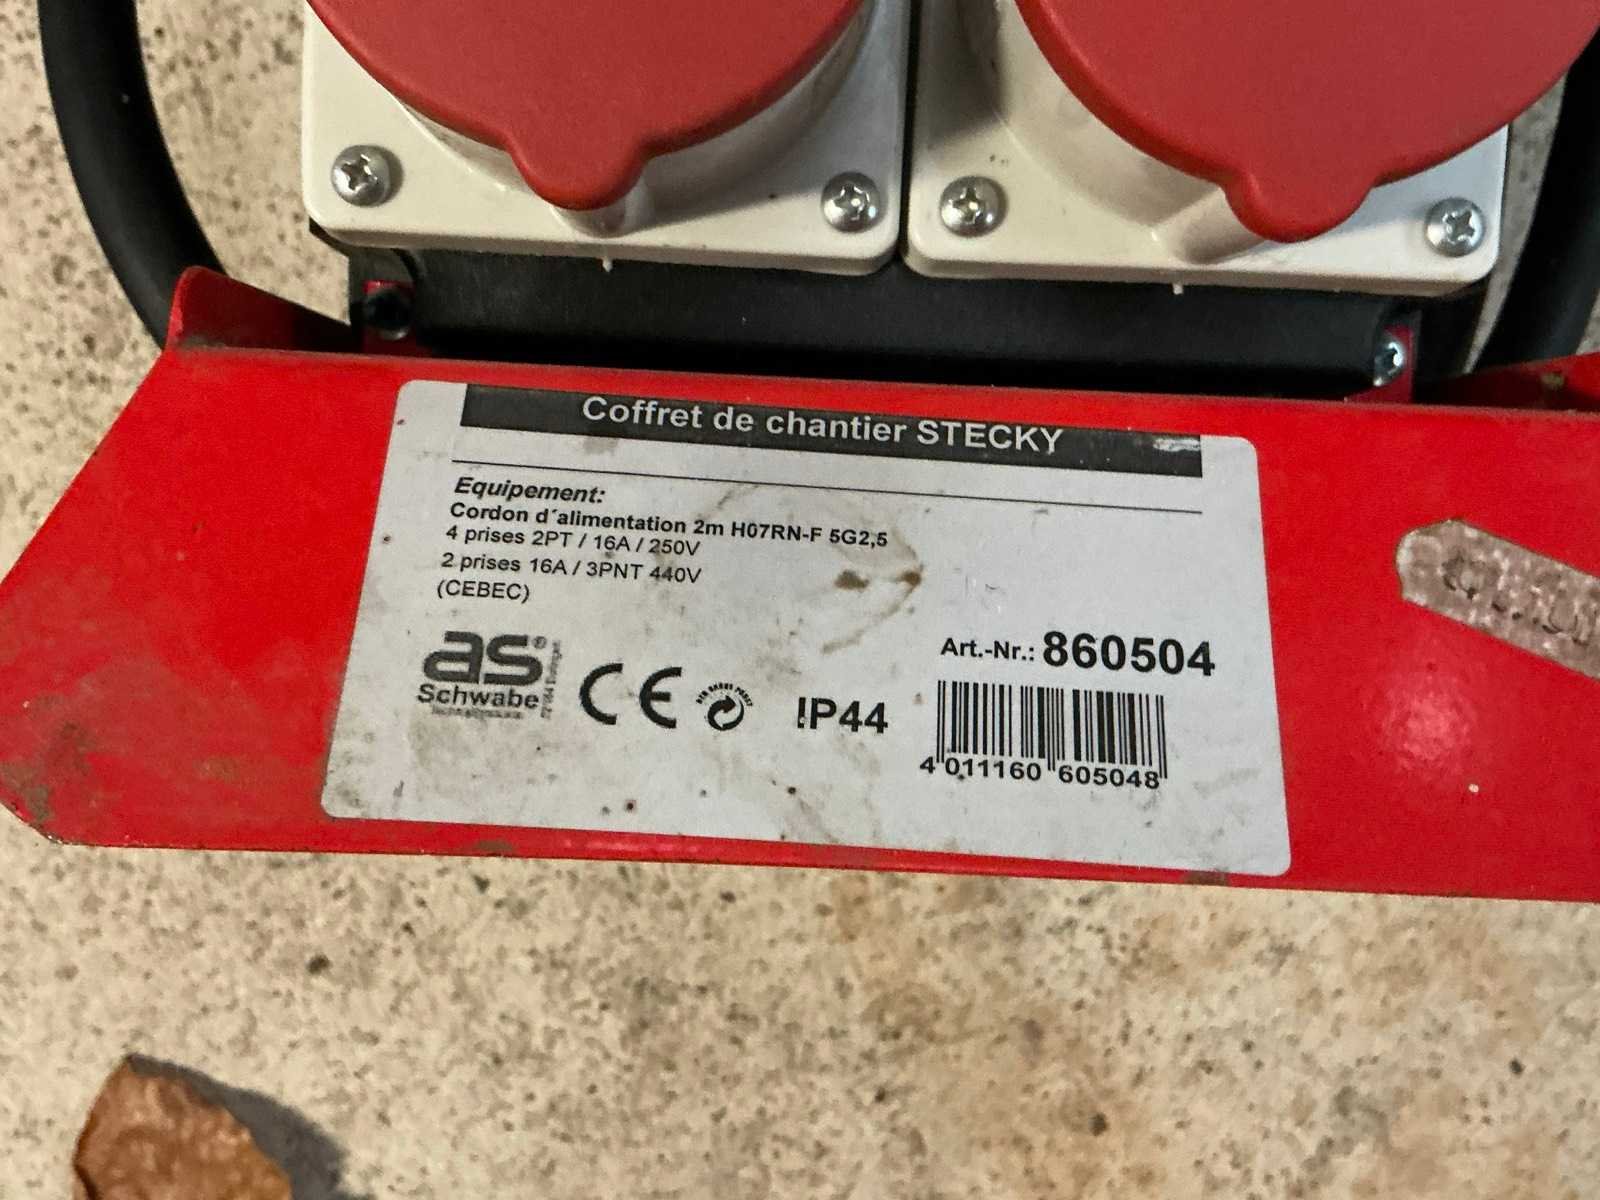 Coffret de chantier STECKY
Equipement:
Cordon d´alimentation 2m H07RN-F 5G2,5
4 prises 2PT / 16A / 250V
2 prises 16A / 3PNT 440V
(CEBEC)
as®
Schwabe
CE
IP44
Art.-Nr.: 860504
4 011160 605048